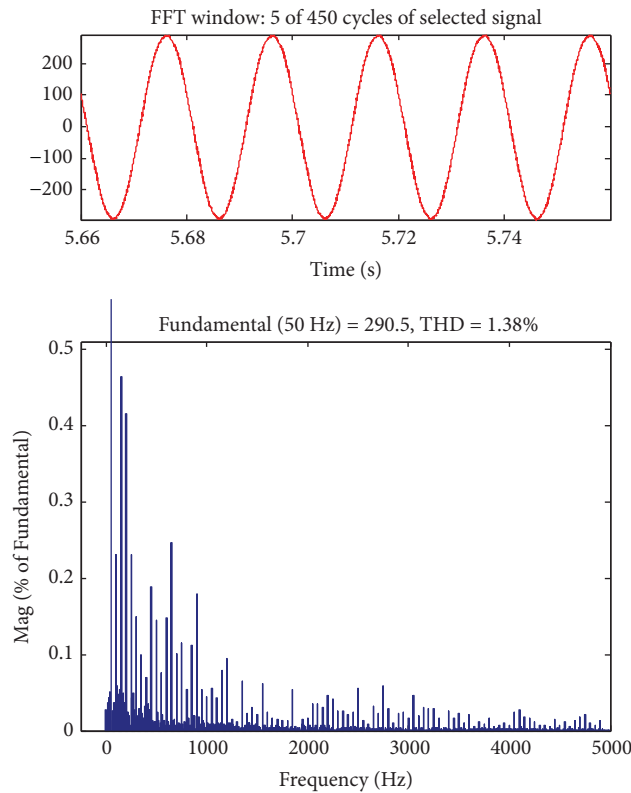 FFT window: 5 of 450 cycles of selected signal
200
100
0
−100
−200
5.66 5.68 5.7 5.72 5.74
Time (s)
Fundamental (50 Hz) = 290.5, THD = 1.38%
0.5
0.4
0.3
0.2
0.1
0
Mag (% of Fundamental)
0 1000 2000 3000 4000 5000
Frequency (Hz)